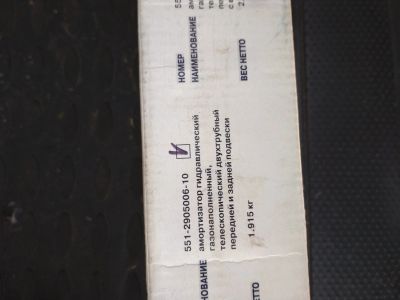 НОВАНИЕ
НЕТТО
551-2905006-10
амортизатор гидравлический
газонаполненный,
телескопический двухтрубный
передней и задней подвески
1.915 кг
НОМЕР
НАИМЕНОВАНИЕ
ВЕС НЕТТО